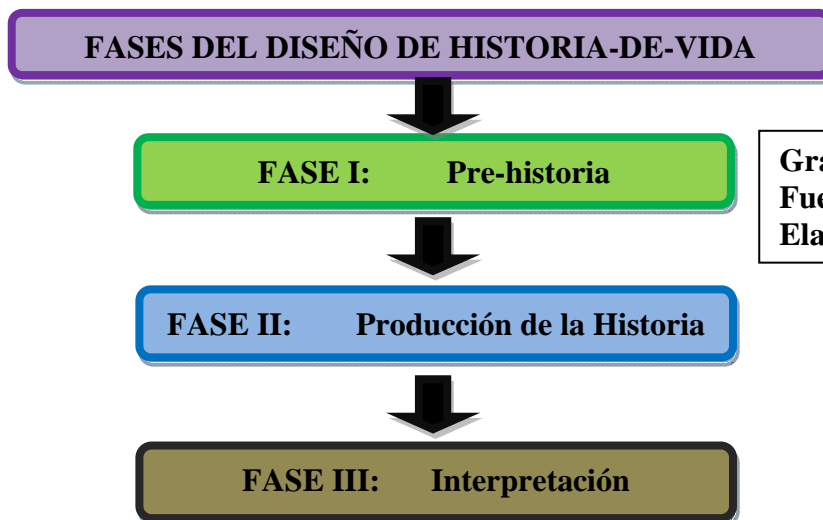 FASES DEL DISEÑO DE HISTORIA-DE-VIDA
FASE I: Pre-historia
FASE II: Producción de la Historia
FASE III: Interpretación